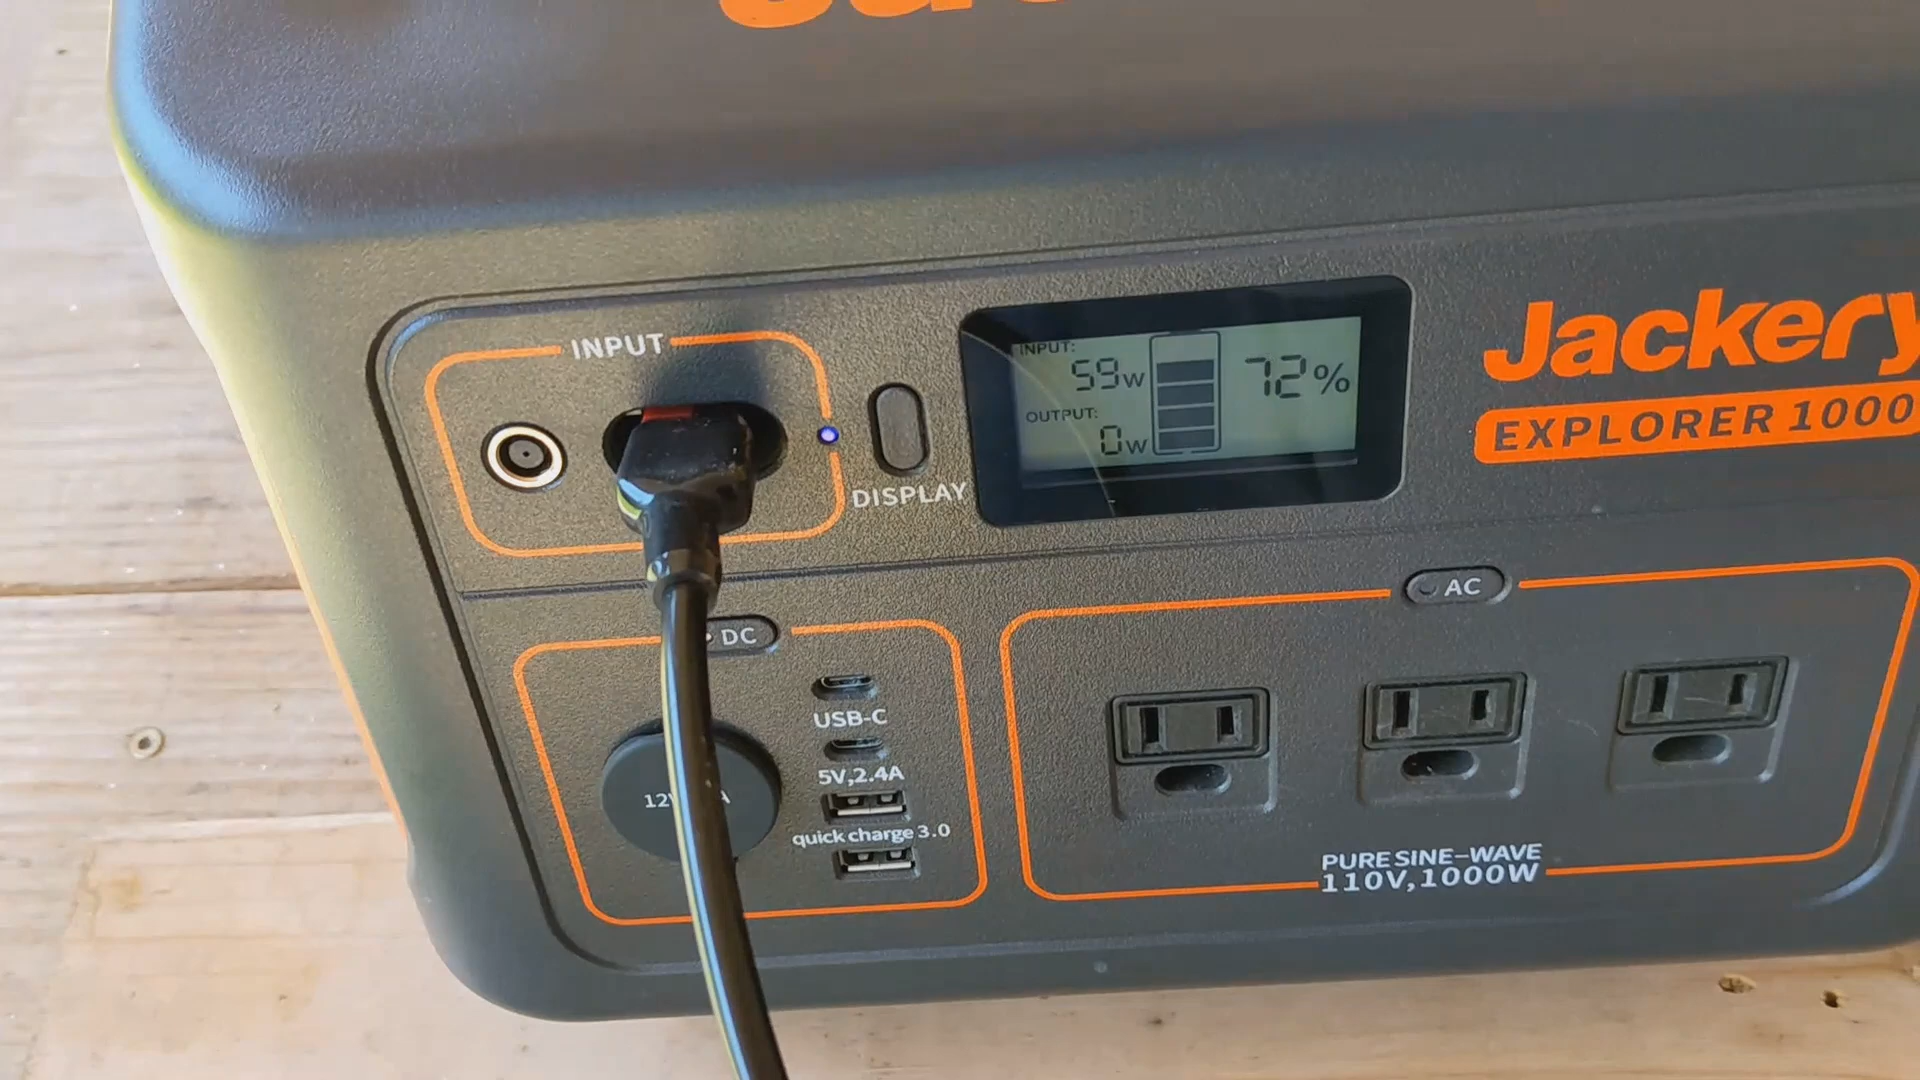 INPUT
DISPLAY
INPUT:
59W
72%
OUTPUT:
0W
Jackery
EXPLORER 1000
DC
AC
USB-C
5V,2.4A
quick charge 3.0
PURE SINE-WAVE
110V,1000W